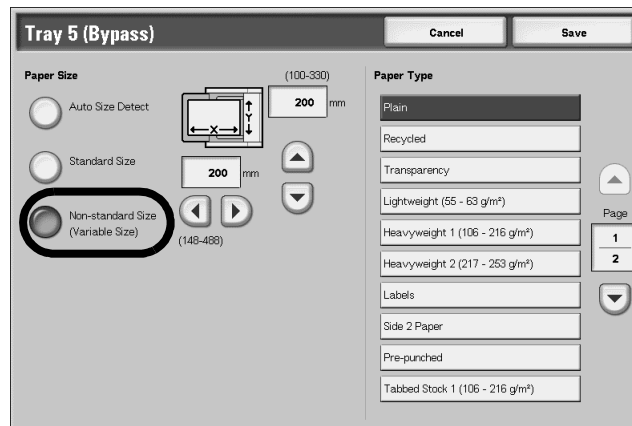 Tray 5 (Bypass)
Cancel
Save
Paper Size
(100-330)
Auto Size Detect
200 mm
Y
X
Standard Size
200 mm
Non-standard Size
(Variable Size)
(148-488)
Paper Type
Plain
Recycled
Transparency
Lightweight (55 - 63 g/m²)
Heavyweight 1 (106 - 216 g/m²)
Heavyweight 2 (217 - 253 g/m²)
Labels
Side 2 Paper
Pre-punched
Tabbed Stock 1 (106 - 216 g/m²)
Page
1
2